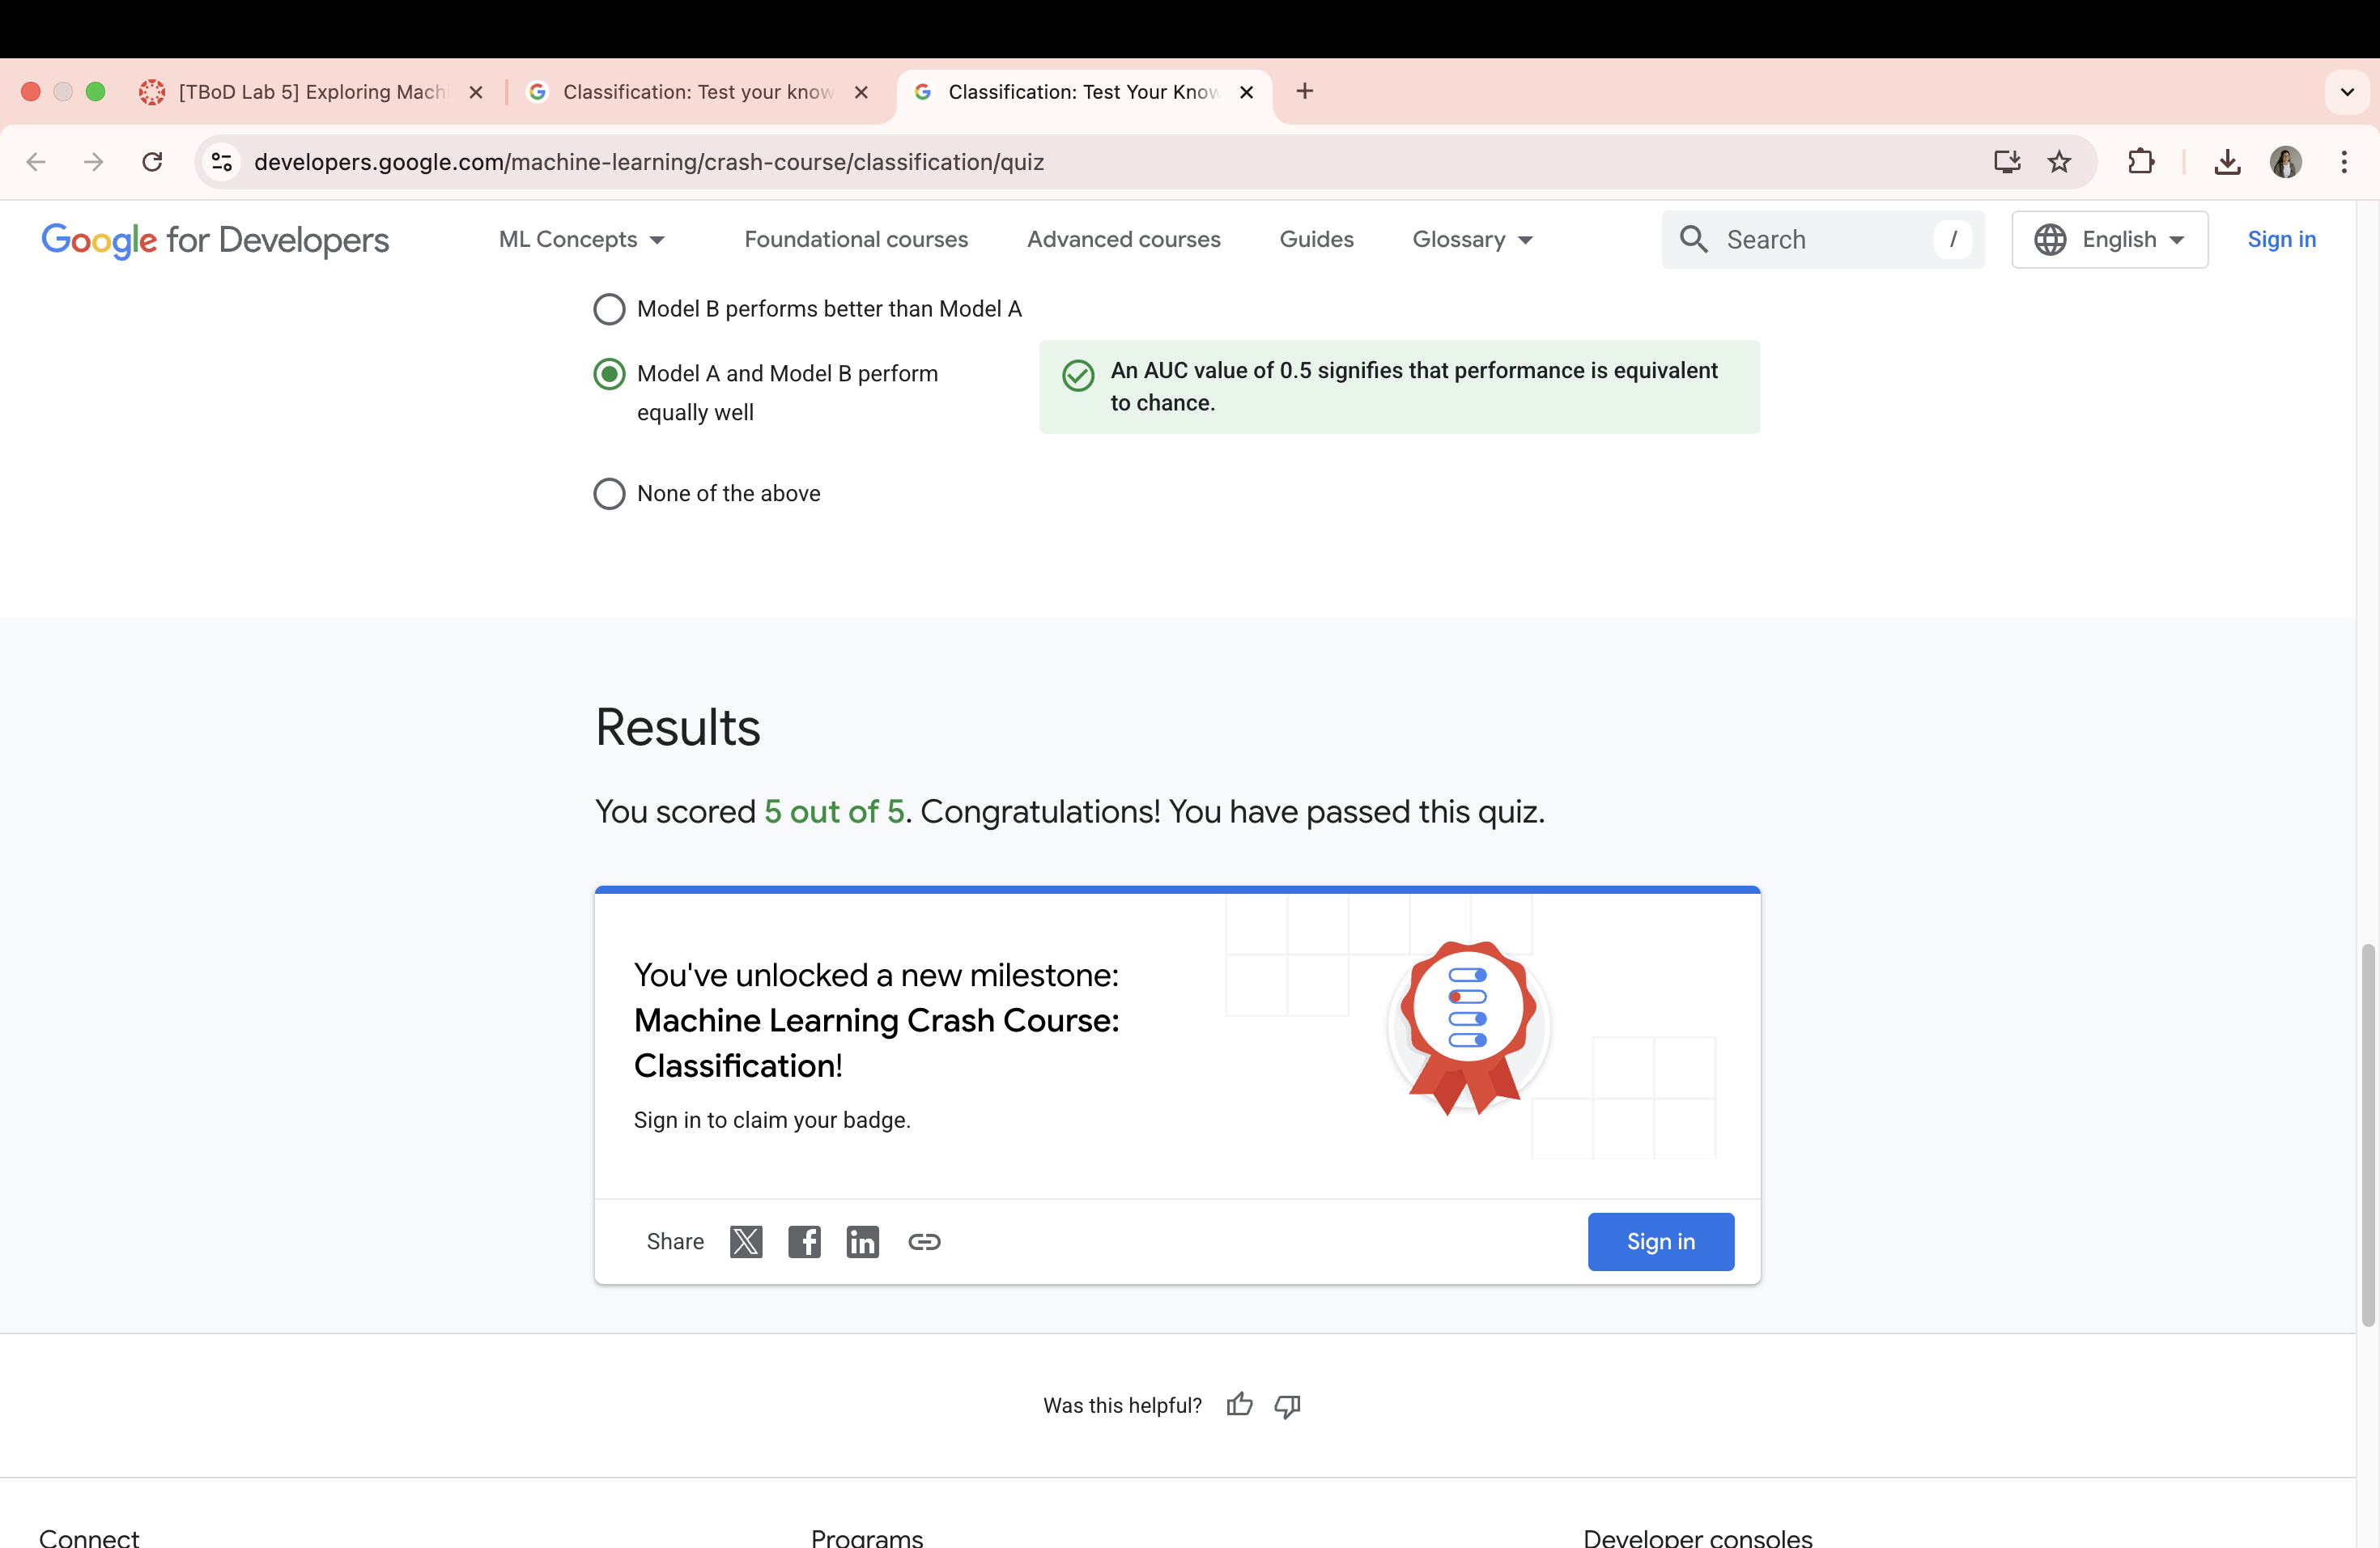 [TBoD Lab 5] Exploring Mach
Classification: Test your know
Classification: Test Your Know
developers.google.com/machine-learning/crash-course/classification/quiz
Google for Developers
ML Concepts
Foundational courses
Advanced courses
Guides
Glossary
Search
/
English
Sign in
Model B performs better than Model A
Model A and Model B perform
equally well
An AUC value of 0.5 signifies that performance is equivalent
to chance.
None of the above
Results
You scored 5 out of 5. Congratulations! You have passed this quiz.
You've unlocked a new milestone:
Machine Learning Crash Course:
Classification!
Sign in to claim your badge.
Share
Sign in
Was this helpful?
Connect
Programs
Developer consoles